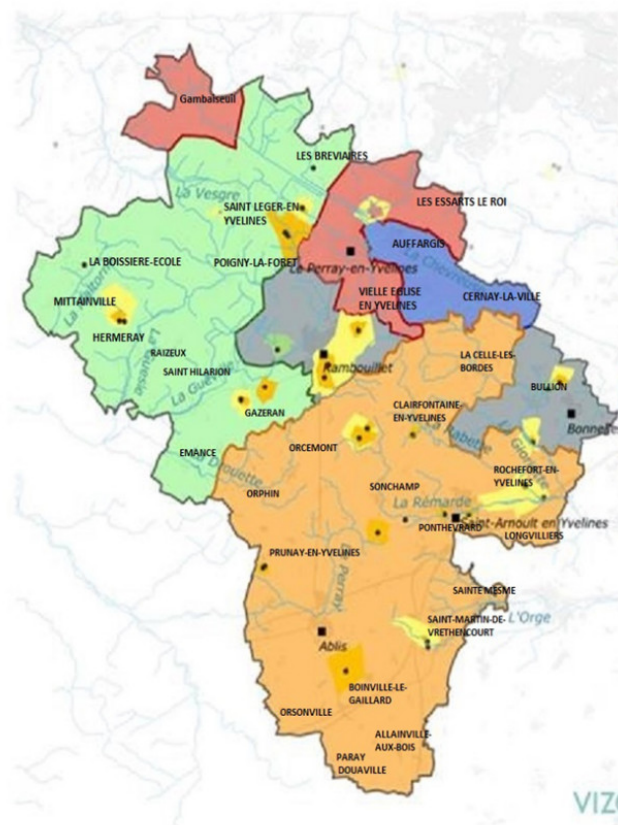 Gambaiseuil
LES BREVIAIRES
La Vesgre
SAINT LEGER-EN-
YVELINES
LES ESSARTS LE ROI
AUFFARGIS
LA BOISSIERE-ECOLE
POIGNY-LA-FORET
Le Perray-en-Yvelines
VIELLE EGLISE
EN YVELINES
CERNAY-LA-VILLE
MITTAINVILLE
HERMERAY
RAIZEUX
SAINT HILARION
Rambouillet
LA CELLE-LES-
BORDES
BULLION
GAZERAN
CLAIRFONTAINE-
EN-YVELINES
La Rabette
Bonnelles
EMANCE
La Drouette
ORCEMONT
ROCHEFORT-EN-
YVELINES
ORPHIN
SONCHAMP
La Rémarde
PONTHEVRARD
Saint-Arnoult en Yvelines
LONGVILLIERS
PRUNAY-EN-YVELINES
SAINTE MESME
SAINT-MARTIN-DE-
VRETHENCOURT
L'Orge
Ablis
BOINVILLE-LE-
GAILLARD
ORSONVILLE
ALLAINVILLE-
AUX-BOIS
PARAY
DOUAVILLE